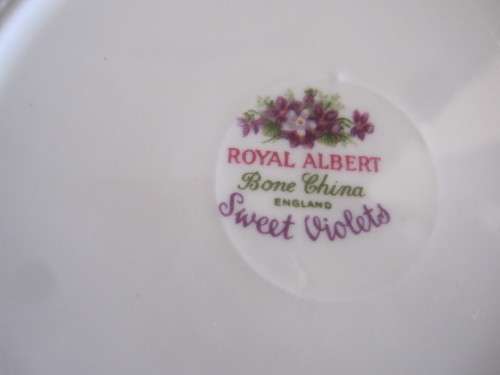 ROYAL ALBERT
Bone China
ENGLAND
Sweet Violets